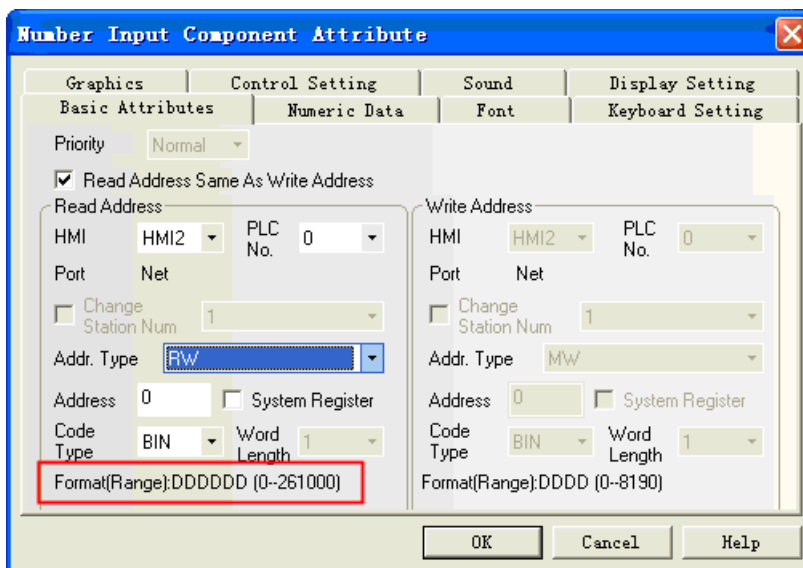 Number Input Component Attribute
Graphics Control Setting Sound Display Setting
Basic Attributes Numeric Data Font Keyboard Setting
Priority Normal
Read Address Same As Write Address
Read Address
HMI HMI2 PLC No. 0
Port Net
Change Station Num 1
Addr. Type RW
Address 0 System Register
Code Type BIN Word Length 1
Format(Range):DDDDDD (0--261000)
Write Address
HMI HMI2 PLC No. 0
Port Net
Change Station Num 1
Addr. Type MW
Address 0 System Register
Code Type BIN Word Length 1
Format(Range):DDDD (0--8190)
OK Cancel Help